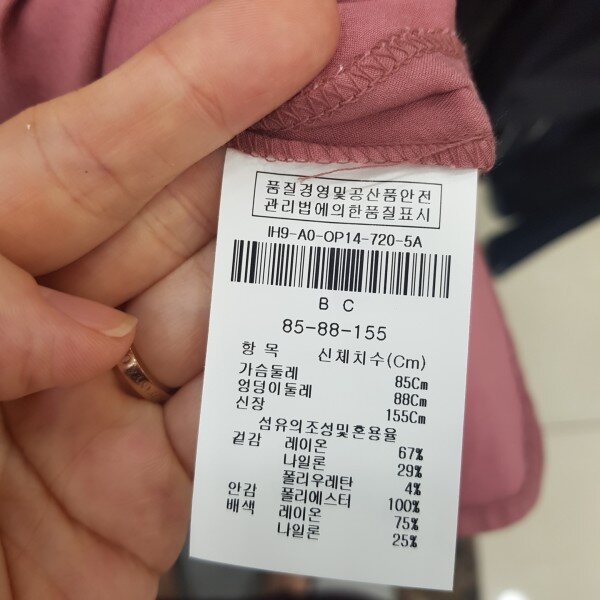 품질경영및공산품안전
관리법에의한품질표시
IH9-A0-OP14-720-5A
B C
85-88-155
항 목 신체치수(Cm)
가슴둘레 85Cm
엉덩이둘레 88Cm
신장 155Cm
섬유의조성및혼용율
겉감 레이온 67%
나일론 29%
폴리우레탄 4%
안감 폴리에스터 100%
배색 레이온 75%
나일론 25%